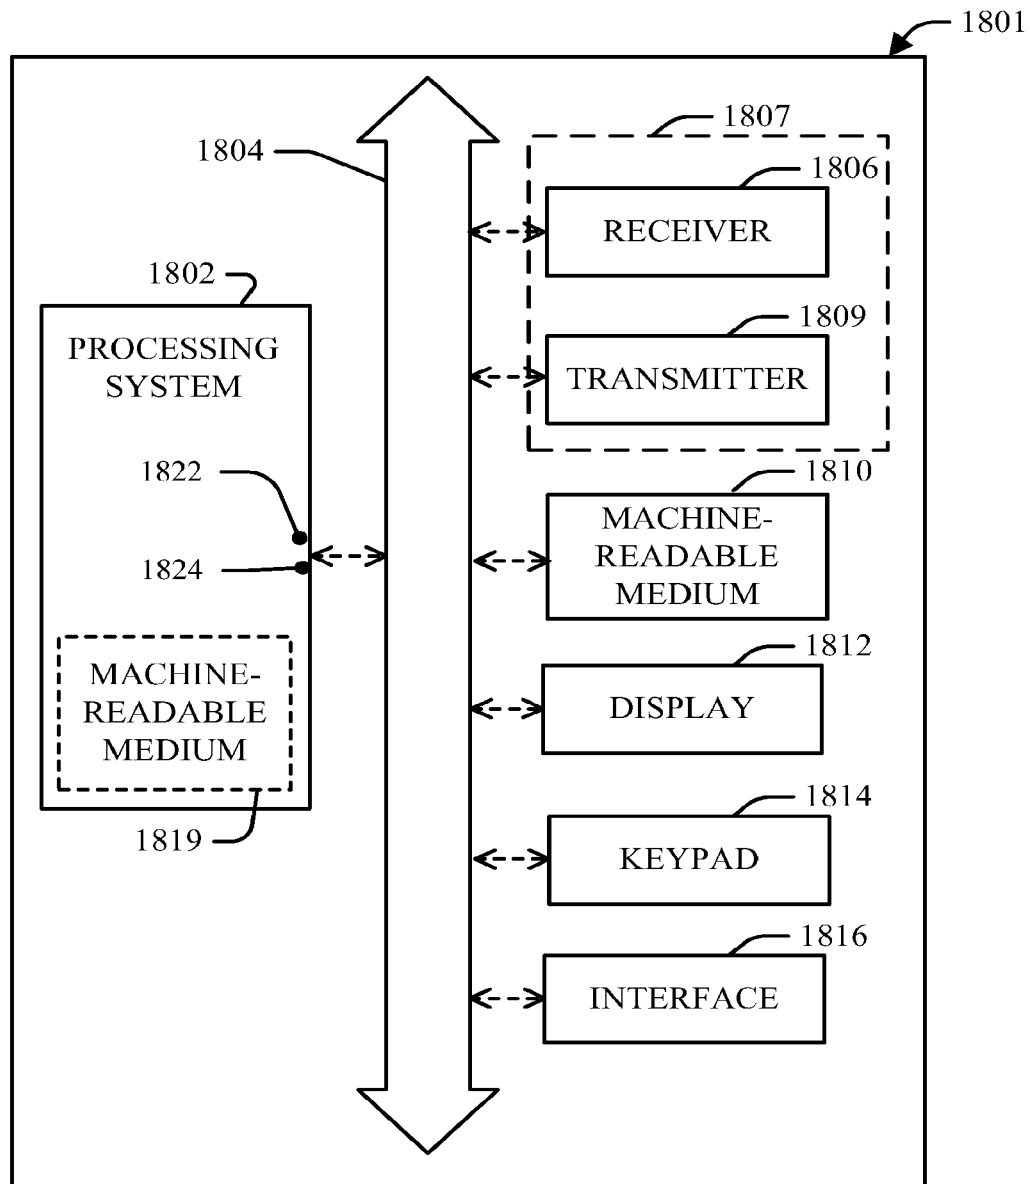 1801
1807
1804
1806
RECEIVER
1802
PROCESSING
SYSTEM
1809
TRANSMITTER
1822
1824
1810
MACHINE-
READABLE
MEDIUM
MACHINE-
READABLE
MEDIUM
1819
1812
DISPLAY
1814
KEYPAD
1816
INTERFACE